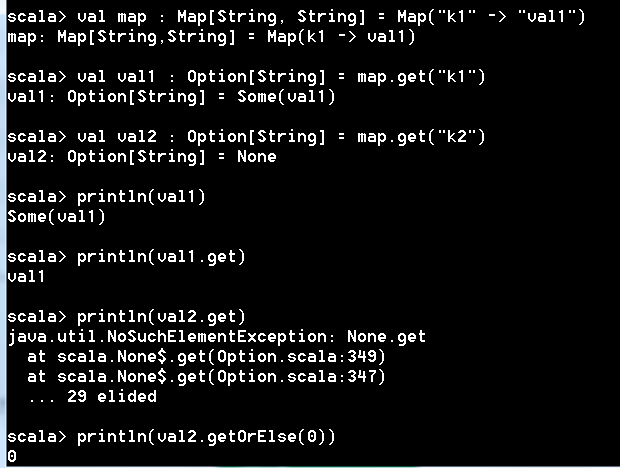 scala> val map : Map[String, String] = Map("k1" -> "val1")
map: Map[String,String] = Map(k1 -> val1)
scala> val val1 : Option[String] = map.get("k1")
val1: Option[String] = Some(val1)
scala> val val2 : Option[String] = map.get("k2")
val2: Option[String] = None
scala> println(val1)
Some(val1)
scala> println(val1.get)
val1
scala> println(val2.get)
java.util.NoSuchElementException: None.get
  at scala.None$.get(Option.scala:349)
  at scala.None$.get(Option.scala:347)
  ... 29 elided
scala> println(val2.getOrElse(0))
0